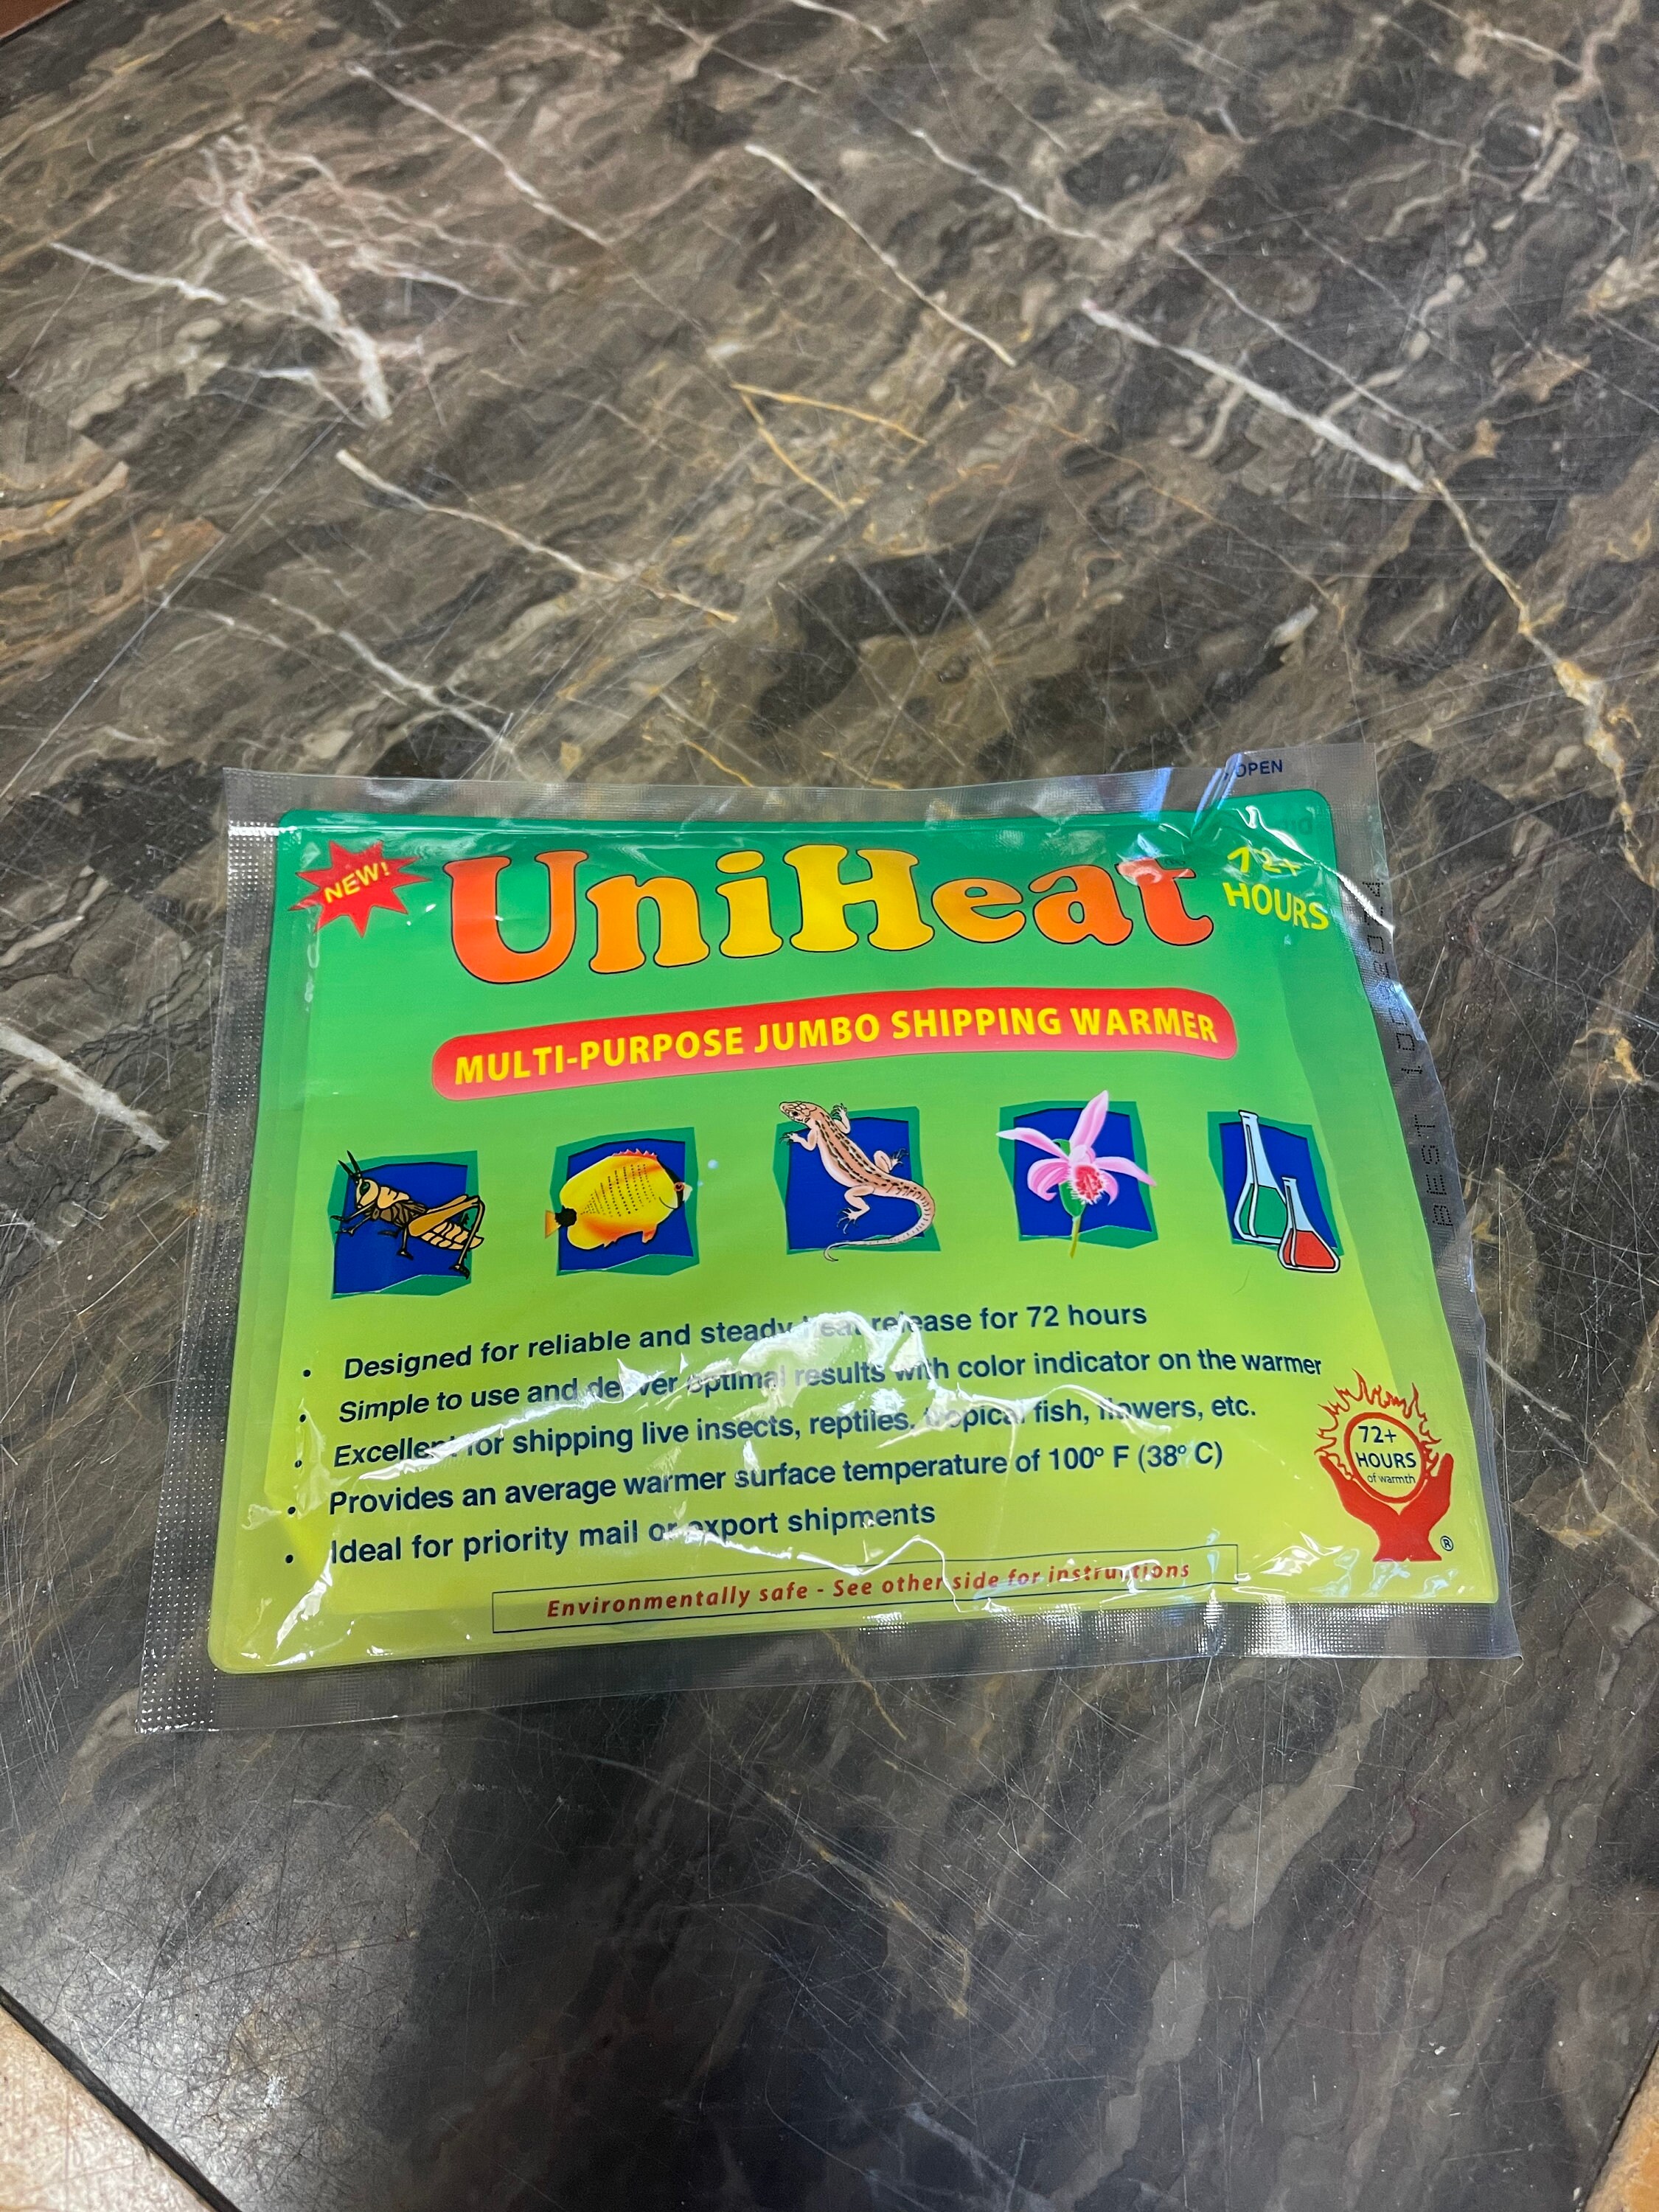 OPEN
NEW!
UniHeat
72+
HOURS
MULTI-PURPOSE JUMBO SHIPPING WARMER
• Designed for reliable and steady heat release for 72 hours
• Simple to use and deliver optimal results with color indicator on the warmer
• Excellent for shipping live insects, reptiles, tropical fish, flowers, etc.
• Provides an average warmer surface temperature of 100° F (38° C)
• Ideal for priority mail or export shipments
72+
HOURS
of warmth
®
Environmentally safe - See other side for instructions
BEST